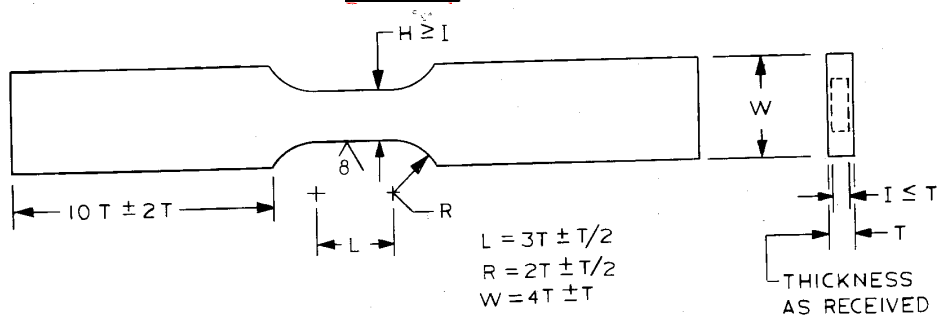 H ≥ I
W
8
10 T ± 2T
L
R
I ≤ T
T
L = 3T ± T/2
R = 2T ± T/2
W = 4T ± T
THICKNESS
AS RECEIVED